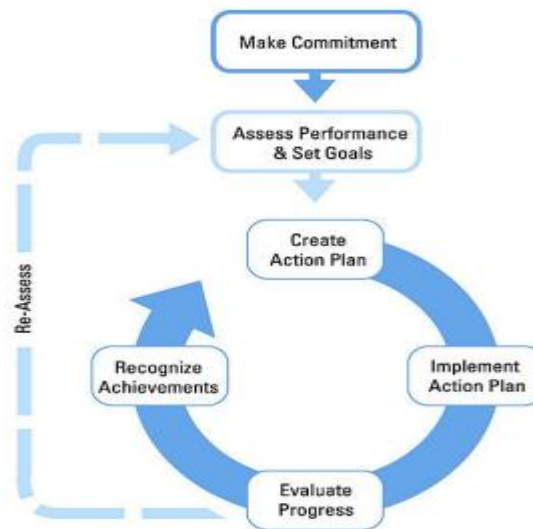 Make Commitment
Assess Performance
& Set Goals
Create
Action Plan
Re-Assess
Recognize
Achievements
Implement
Action Plan
Evaluate
Progress